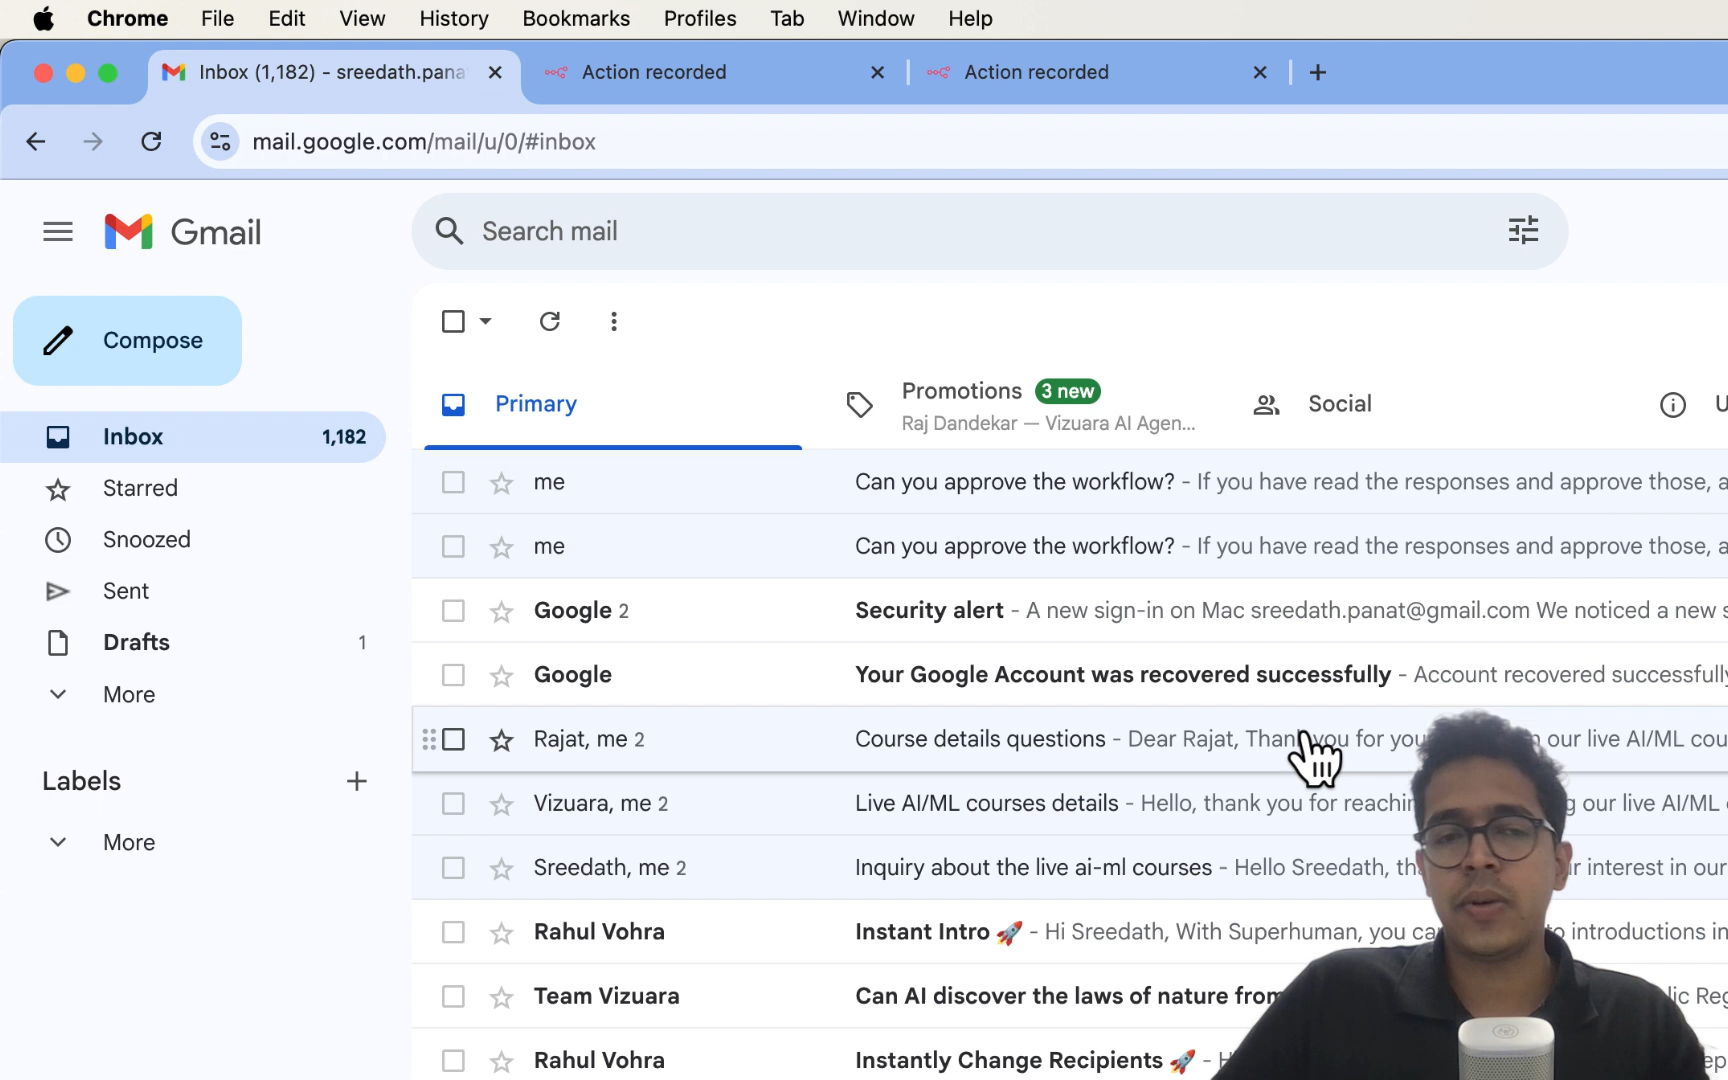 Chrome File Edit View History Bookmarks Profiles Tab Window Help
Inbox (1,182) - sreedath.pana
Action recorded
Action recorded
mail.google.com/mail/u/0/#inbox
Gmail
Search mail
Compose
Inbox 1,182
Starred
Snoozed
Sent
Drafts 1
More
Labels
More
Primary
Promotions 3 new
Raj Dandekar — Vizuara AI Agen...
Social
U
me Can you approve the workflow? - If you have read the responses and approve those, a
me Can you approve the workflow? - If you have read the responses and approve those, a
Google 2 Security alert - A new sign-in on Mac sreedath.panat@gmail.com We noticed a new s
Google Your Google Account was recovered successfully - Account recovered successfully
Rajat, me 2 Course details questions - Dear Rajat, Thank you for you our live AI/ML cou
Vizuara, me 2 Live AI/ML courses details - Hello, thank you for reachin g our live AI/ML
Sreedath, me 2 Inquiry about the live ai-ml courses - Hello Sreedath, th r interest in our
Rahul Vohra Instant Intro 🚀 - Hi Sreedath, With Superhuman, you ca to introductions in
Team Vizuara Can AI discover the laws of nature from lic Reg
Rahul Vohra Instantly Change Recipients 🚀 - H